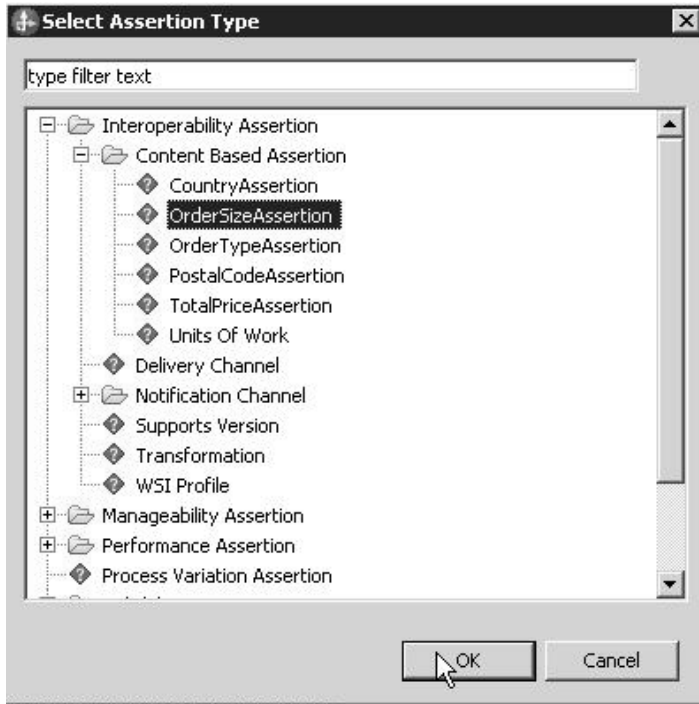 Select Assertion Type
type filter text
Interoperability Assertion
Content Based Assertion
CountryAssertion
OrderSizeAssertion
OrderTypeAssertion
PostalCodeAssertion
TotalPriceAssertion
Units Of Work
Delivery Channel
Notification Channel
Supports Version
Transformation
WSI Profile
Manageability Assertion
Performance Assertion
Process Variation Assertion
OK
Cancel